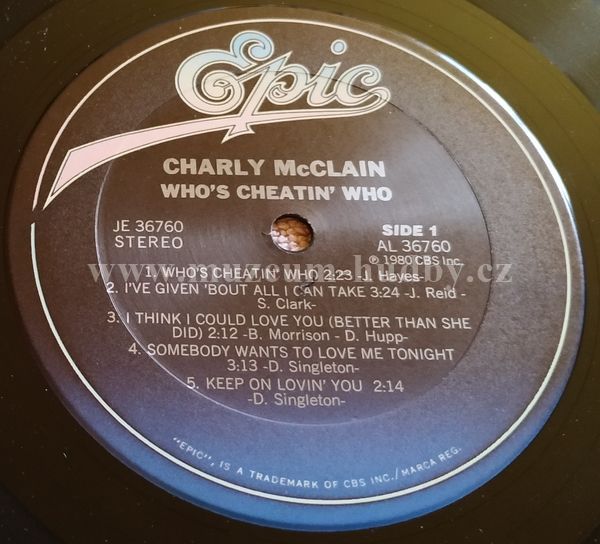 Epic
CHARLY McCLAIN
WHO'S CHEATIN' WHO
JE 36760
STEREO
SIDE 1
AL 36760
℗ 1980 CBS Inc.
www.muzeum-hudby.cz
1. WHO'S CHEATIN' WHO 2:23 -J. Hayes-
2. I'VE GIVEN 'BOUT ALL I CAN TAKE 3:24 -J. Reid -
S. Clark-
3. I THINK I COULD LOVE YOU (BETTER THAN SHE
DID) 2:12 -B. Morrison - D. Hupp-
4. SOMEBODY WANTS TO LOVE ME TONIGHT
3:13 -D. Singleton-
5. KEEP ON LOVIN' YOU 2:14
-D. Singleton-
"EPIC", IS A TRADEMARK OF CBS INC./MARCA REG.